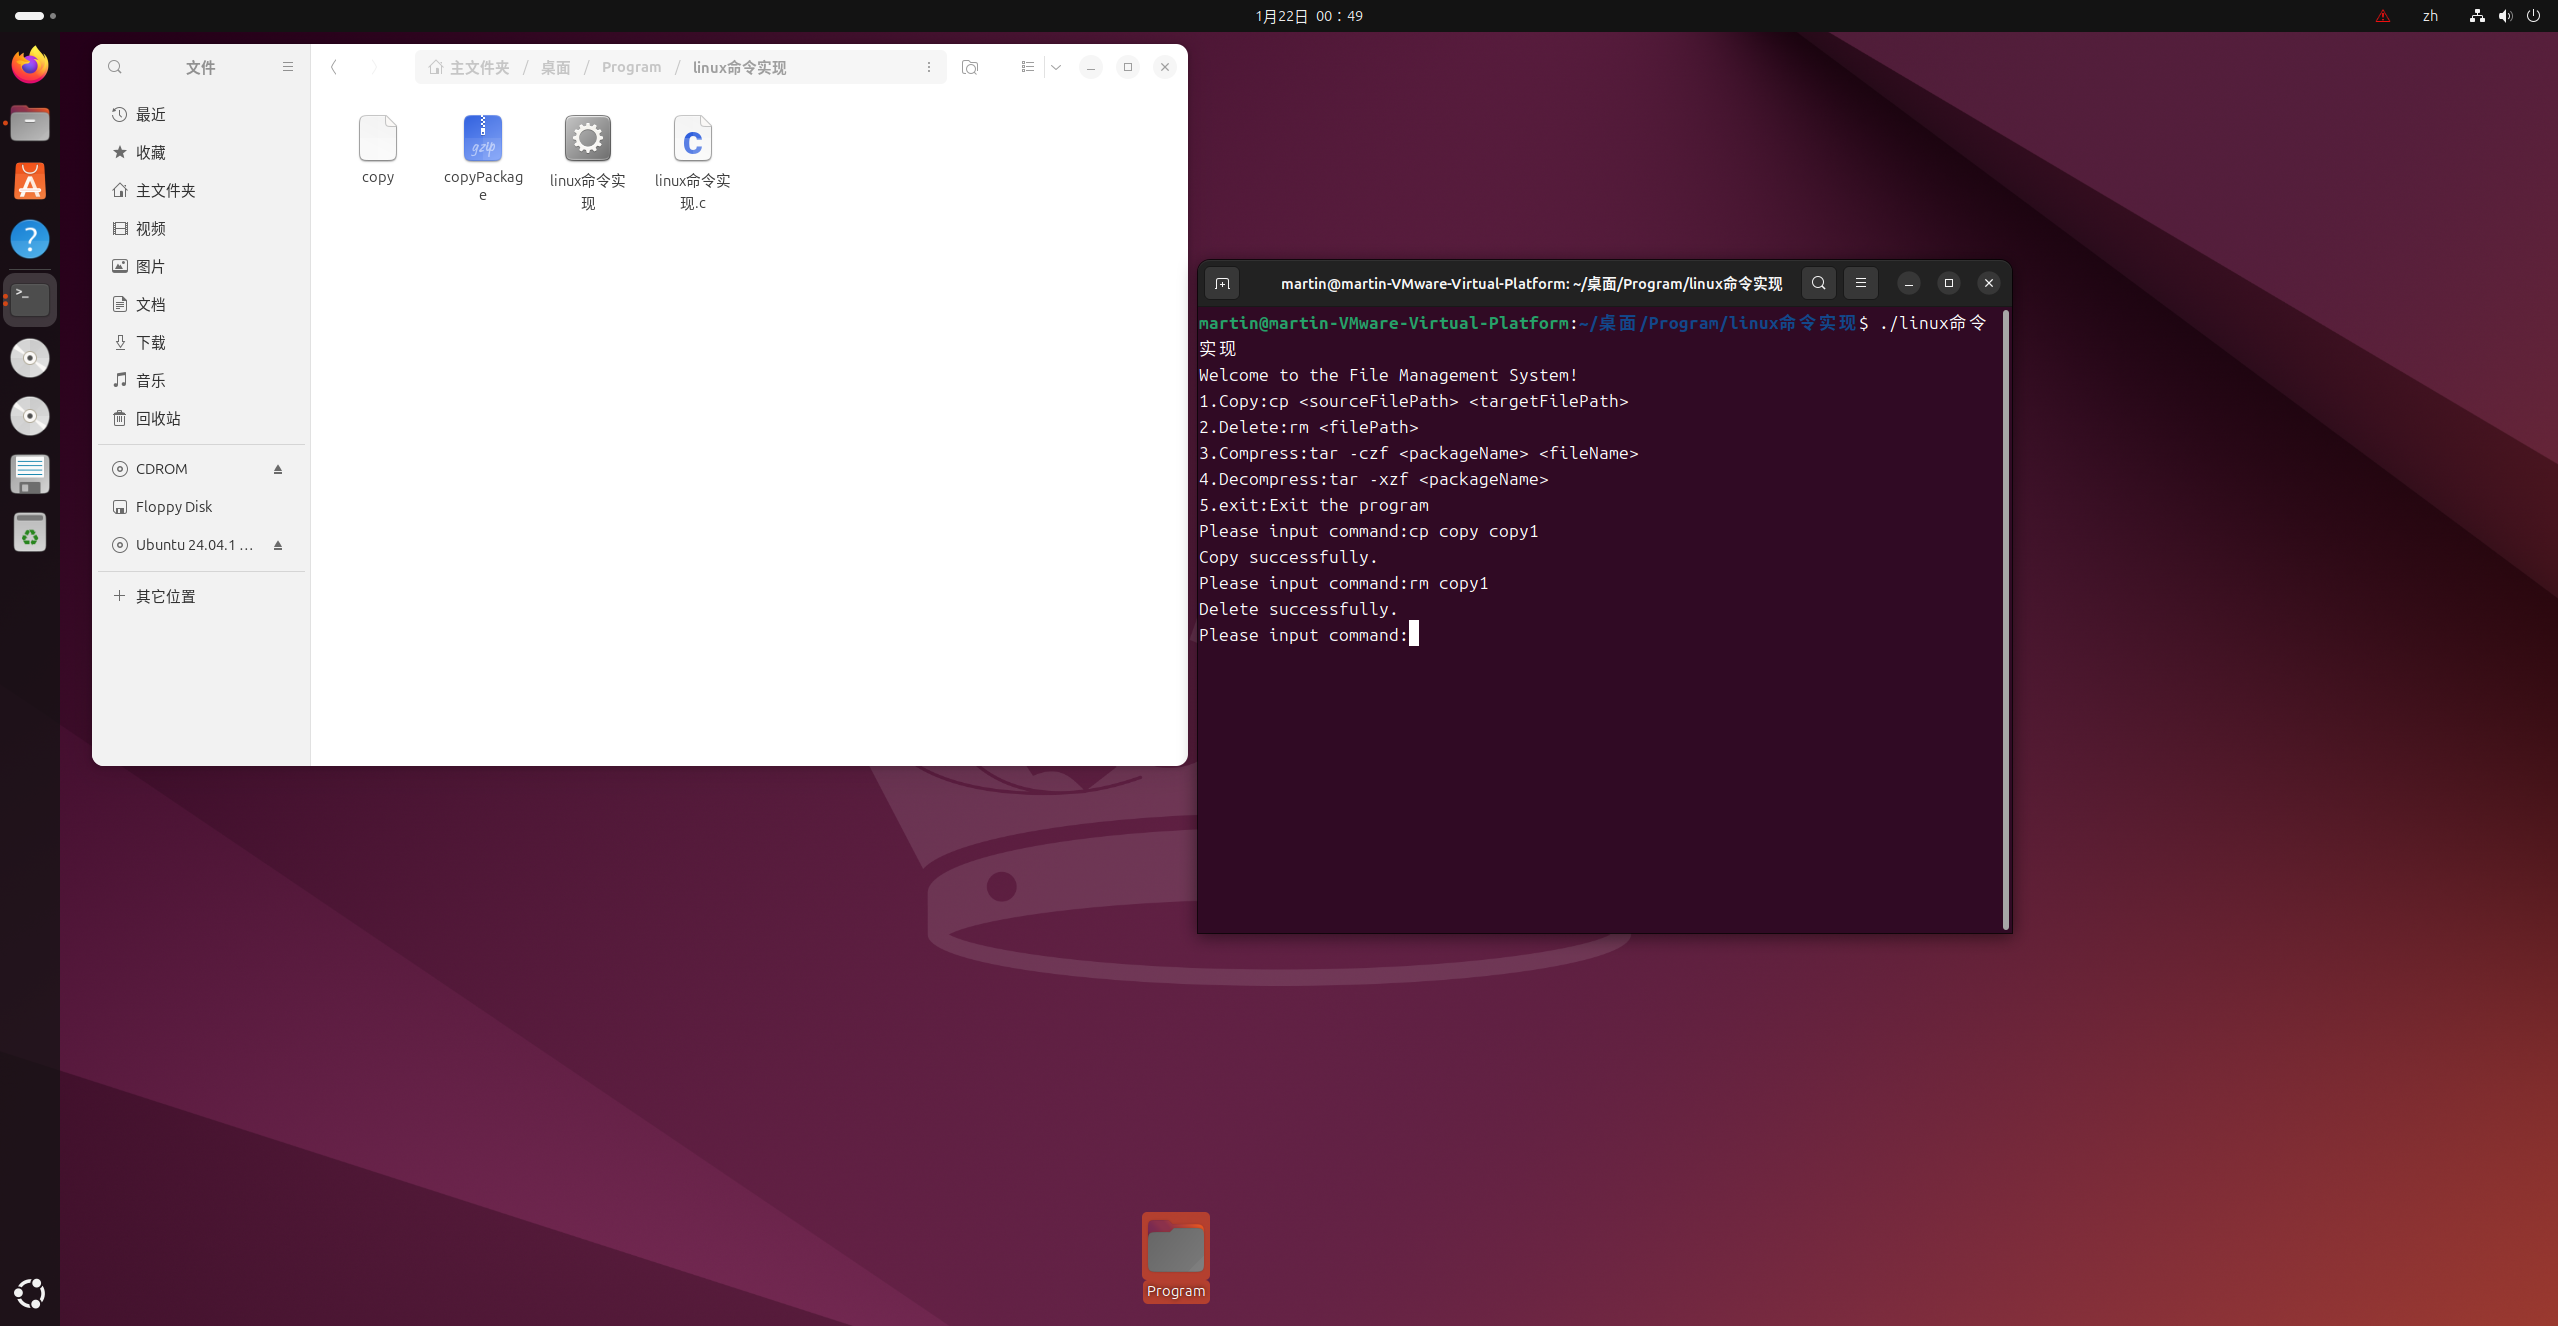 1月22日 00：49
zh
文件
主文件夹 / 桌面 / Program / linux命令实现
最近
收藏
主文件夹
视频
图片
文档
下载
音乐
回收站
CDROM
Floppy Disk
Ubuntu 24.04.1 …
其它位置
copy
copyPackag
e
gzip
linux命令实
现
C
linux命令实
现.c
martin@martin-VMware-Virtual-Platform: ~/桌面/Program/linux命令实现
martin@martin-VMware-Virtual-Platform:~/桌面/Program/linux命令实现$ ./linux命令
实现
Welcome to the File Management System!
1.Copy:cp <sourceFilePath> <targetFilePath>
2.Delete:rm <filePath>
3.Compress:tar -czf <packageName> <fileName>
4.Decompress:tar -xzf <packageName>
5.exit:Exit the program
Please input command:cp copy copy1
Copy successfully.
Please input command:rm copy1
Delete successfully.
Please input command:
Program